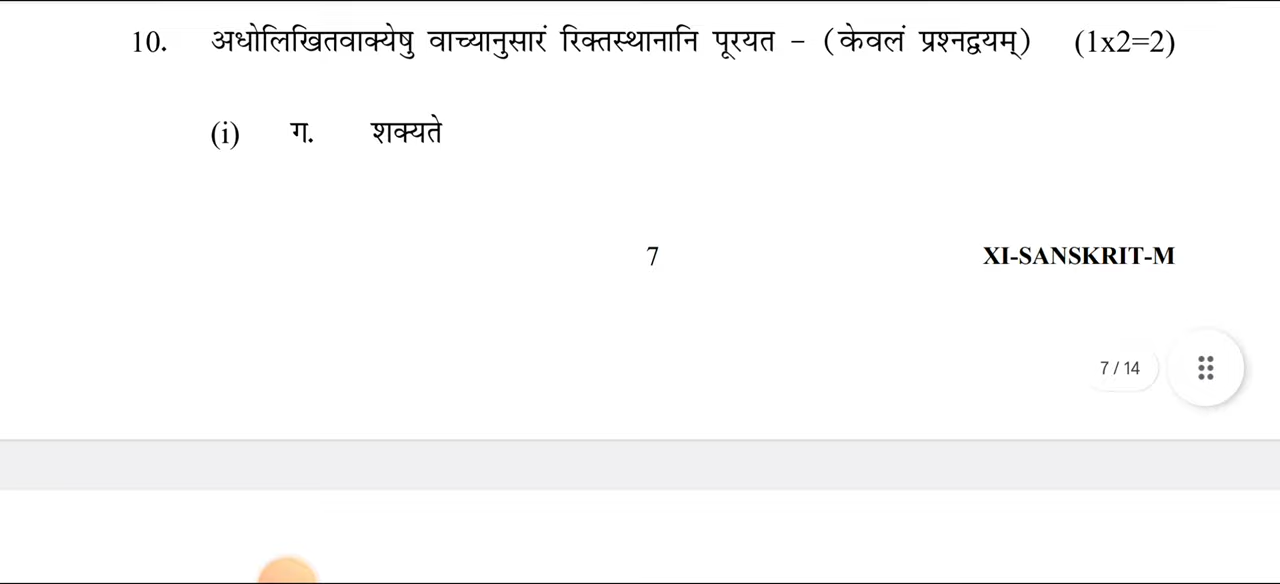 10. अधोलिखितवाक्येषु वाच्यानुसारं रिक्तस्थानानि पूरयत – (केवलं प्रश्नद्वयम्) (1x2=2)
(i) ग. शक्यते
7 XI-SANSKRIT-M
7 / 14